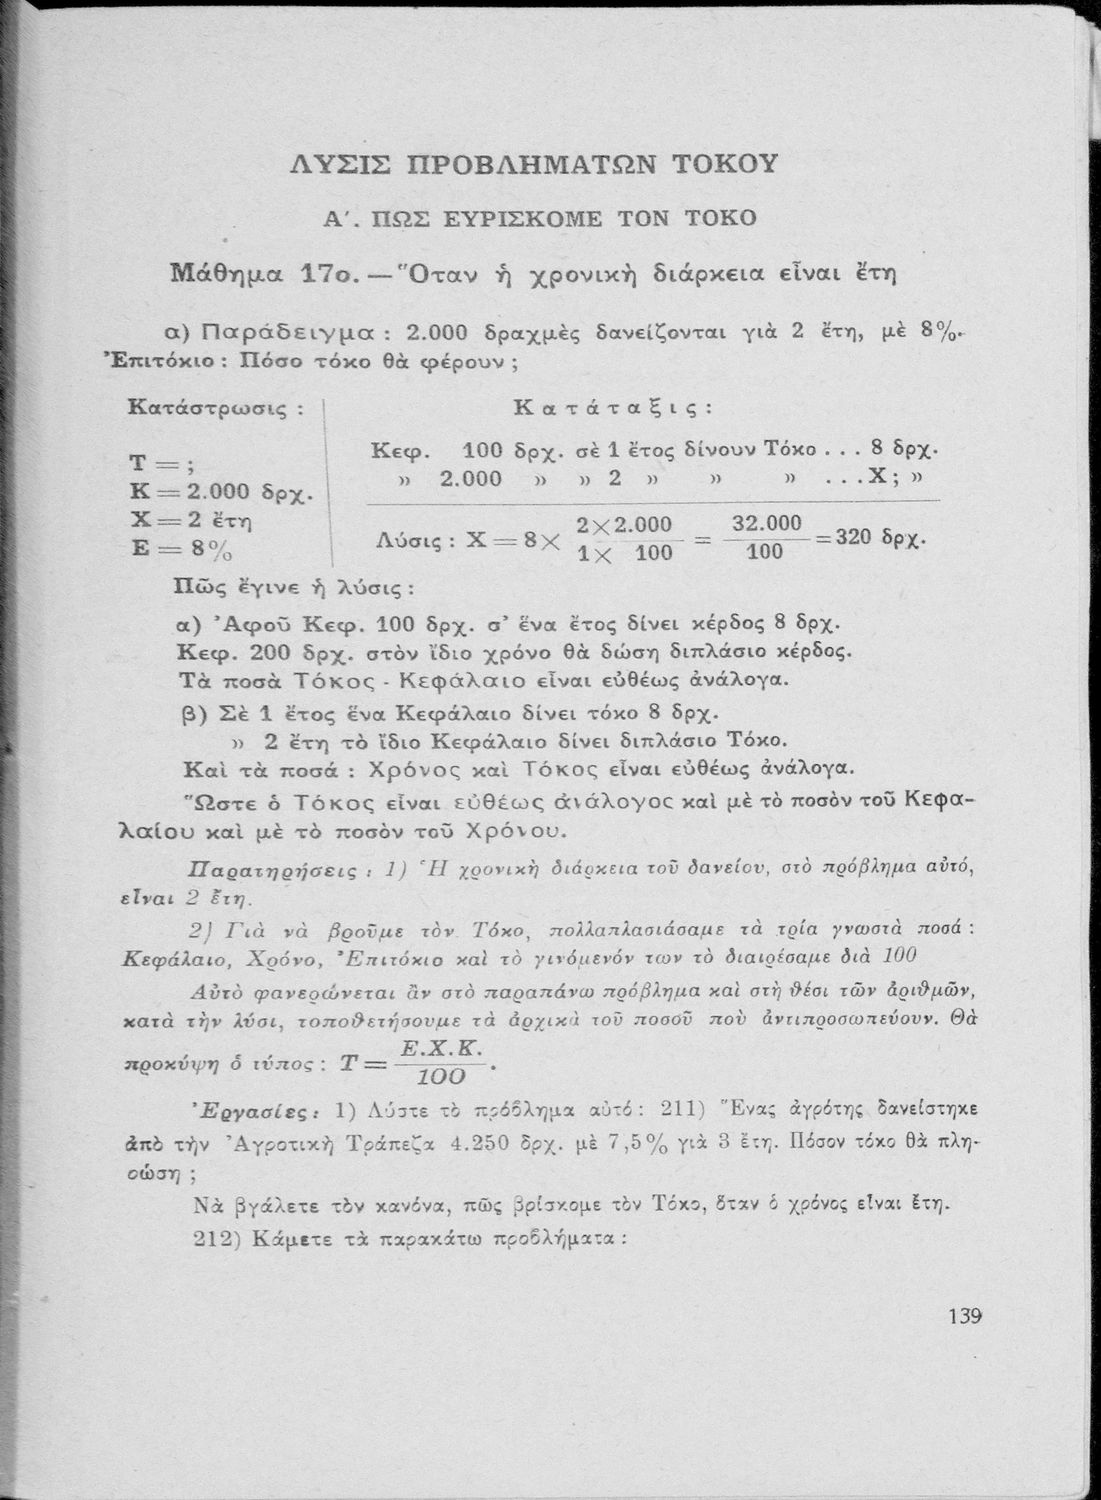 ΛΥΣΙΣ ΠΡΟΒΛΗΜΑΤΩΝ ΤΟΚΟΥ
Α΄. ΠΩΣ ΕΥΡΙΣΚΟΜΕ ΤΟΝ ΤΟΚΟ
Μάθημα 17ο. — Ὅταν ἡ χρονικὴ διάρκεια εἶναι ἔτη
α) Παράδειγμα : 2.000 δραχμὲς δανείζονται γιὰ 2 ἔτη, μὲ 8%.
Ἐπιτόκιο : Πόσο τόκο θὰ φέρουν ;
Κατάστρωσις :
Τ = ;
Κ = 2.000 δρχ.
Χ = 2 ἔτη
Ε = 8%
Κατάταξις :
Κεφ. 100 δρχ. σὲ 1 ἔτος δίνουν Τόκο . . . 8 δρχ.
» 2.000 » » 2 » » » . . . Χ ; »
Λύσις : Χ = 8 × 2×2.000 / 1× 100 = 32.000 / 100 = 320 δρχ.
Πῶς ἔγινε ἡ λύσις :
α) Ἀφοῦ Κεφ. 100 δρχ. σ' ἕνα ἔτος δίνει κέρδος 8 δρχ.
Κεφ. 200 δρχ. στὸν ἴδιο χρόνο θὰ δώση διπλάσιο κέρδος.
Τὰ ποσὰ Τόκος - Κεφάλαιο εἶναι εὐθέως ἀνάλογα.
β) Σὲ 1 ἔτος ἕνα Κεφάλαιο δίνει τόκο 8 δρχ.
» 2 ἔτη τὸ ἴδιο Κεφάλαιο δίνει διπλάσιο Τόκο.
Καὶ τὰ ποσά : Χρόνος καὶ Τόκος εἶναι εὐθέως ἀνάλογα.
Ὥστε ὁ Τόκος εἶναι εὐθέως ἀνάλογος καὶ μὲ τὸ ποσὸν τοῦ Κεφα-
λαίου καὶ μὲ τὸ ποσὸν τοῦ Χρόνου.
Παρατηρήσεις : 1) Ἡ χρονικὴ διάρκεια τοῦ δανείου, στὸ πρόβλημα αὐτό,
εἶναι 2 ἔτη.
2) Γιὰ νὰ βροῦμε τὸν Τόκο, πολλαπλασιάσαμε τὰ τρία γνωστὰ ποσά :
Κεφάλαιο, Χρόνο, Ἐπιτόκιο καὶ τὸ γινόμενόν των τὸ διαιρέσαμε διὰ 100
Αὐτὸ φανερώνεται ἂν στὸ παραπάνω πρόβλημα καὶ στὴ θέσι τῶν ἀριθμῶν,
κατὰ τὴν λύσι, τοποθετήσουμε τὰ ἀρχικὰ τοῦ ποσοῦ ποὺ ἀντιπροσωπεύουν. Θὰ
προκύψη ὁ τύπος : Τ = Ε.Χ.Κ. / 100 .
Ἐργασίες : 1) Λύστε τὸ πρόβλημα αὐτό : 211) Ἕνας ἀγρότης δανείστηκε
ἀπὸ τὴν Ἀγροτικὴ Τράπεζα 4.250 δρχ. μὲ 7,5% γιὰ 3 ἔτη. Πόσον τόκο θὰ πλη-
ρώση ;
Νὰ βγάλετε τὸν κανόνα, πῶς βρίσκομε τὸν Τόκο, ὅταν ὁ χρόνος εἶναι ἔτη.
212) Κάμετε τὰ παρακάτω προβλήματα :
139